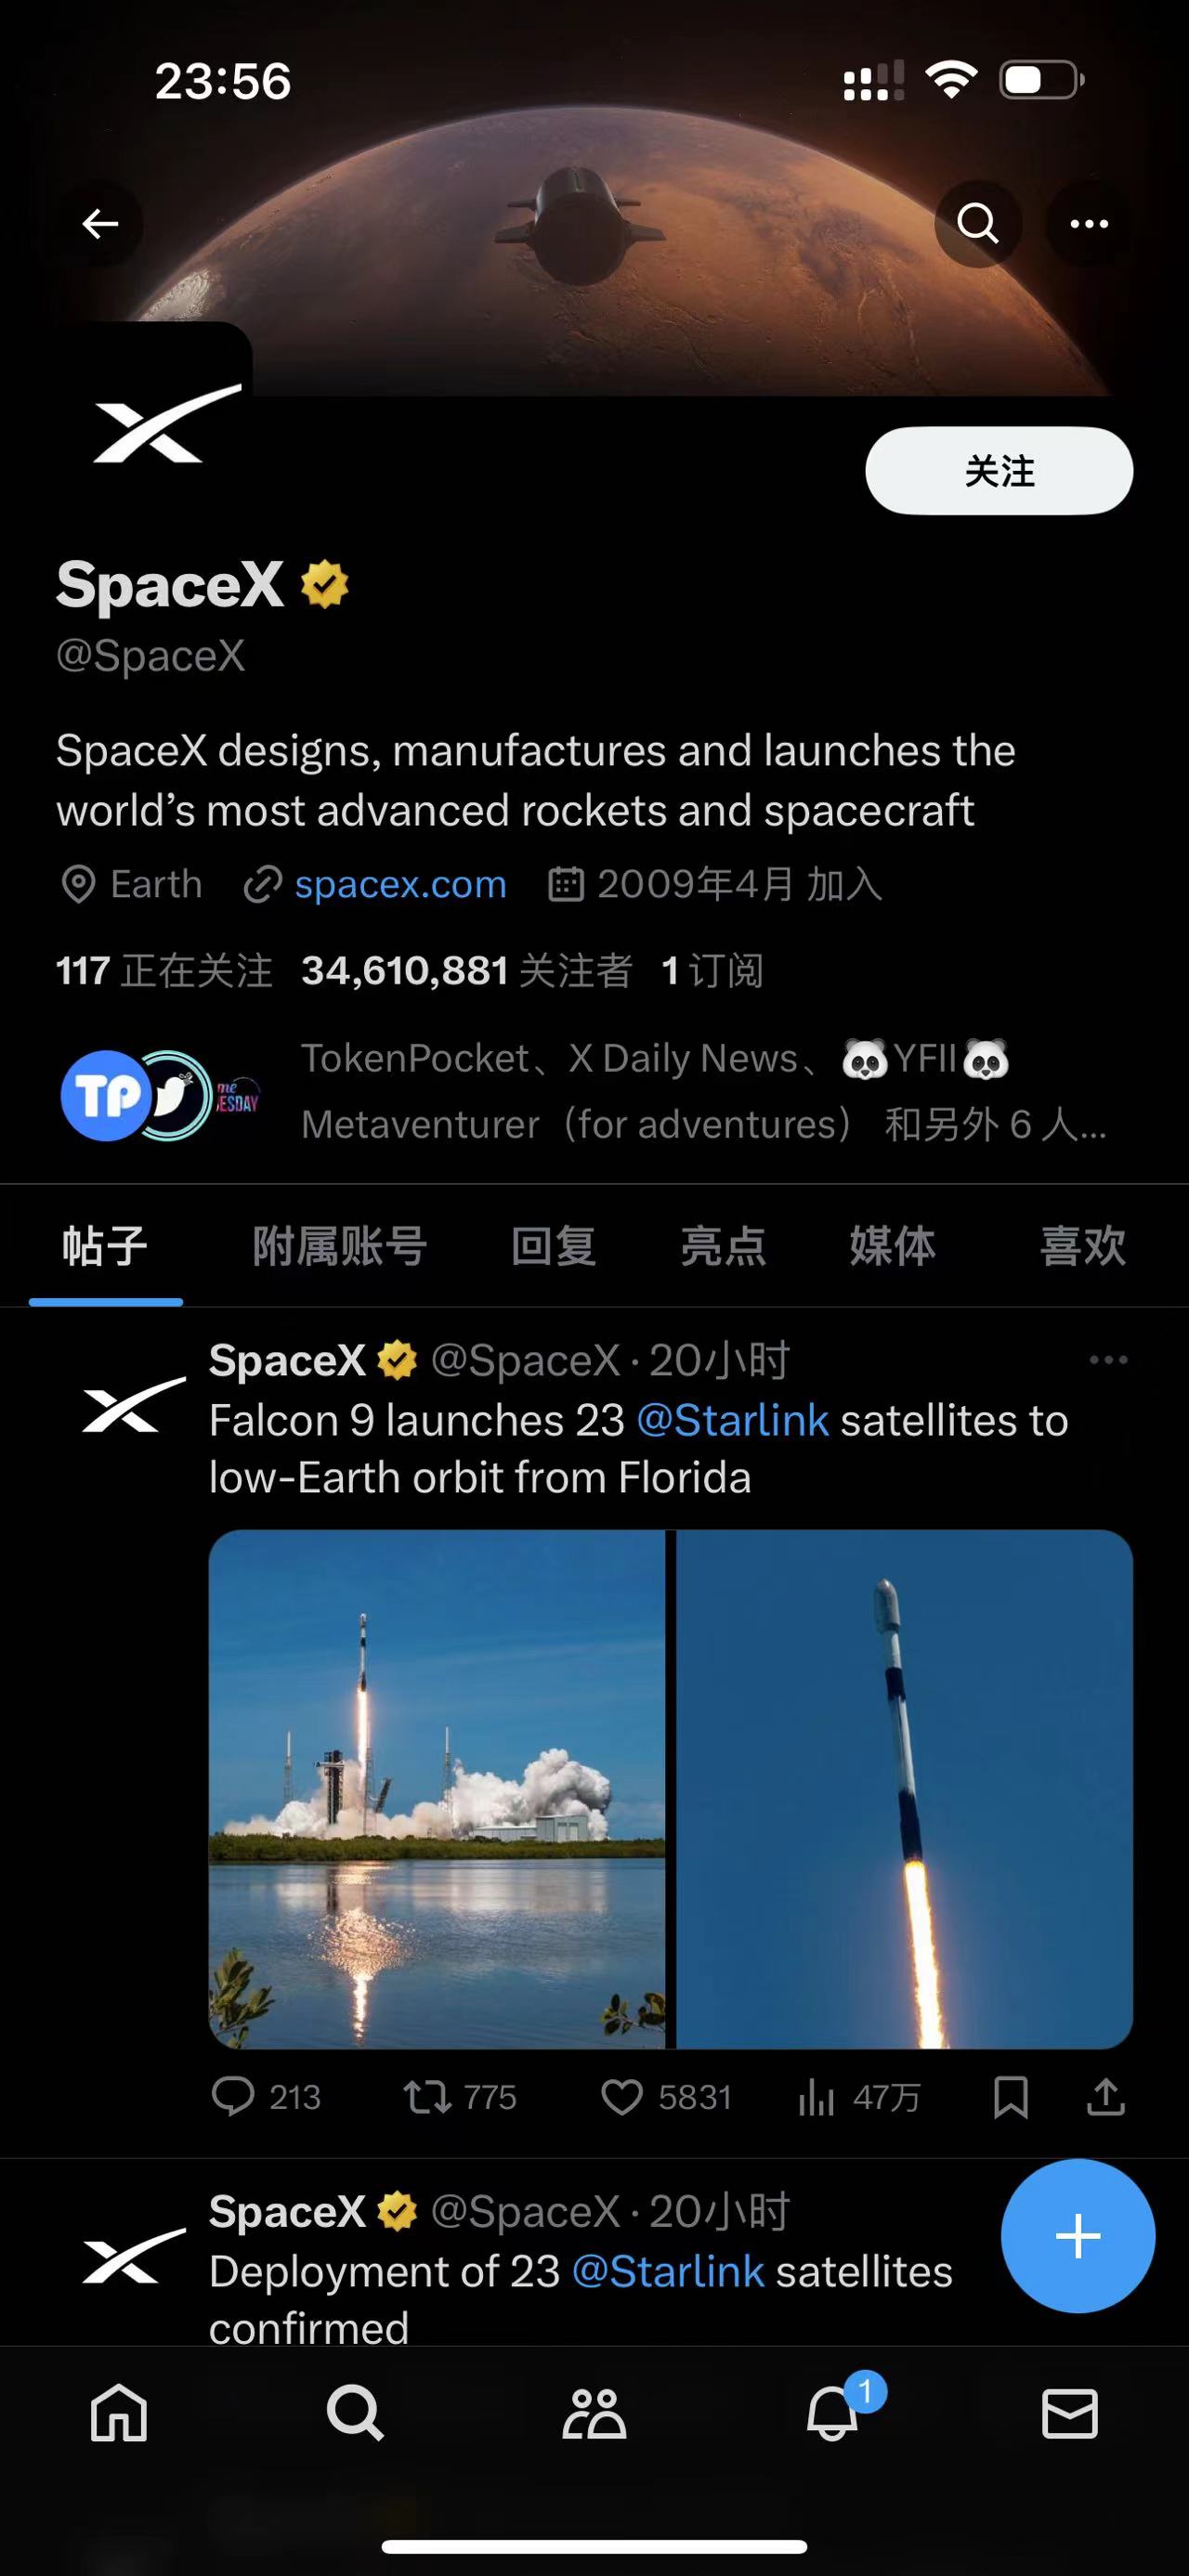 23:56
关注
SpaceX
@SpaceX
SpaceX designs, manufactures and launches the
world’s most advanced rockets and spacecraft
Earth spacex.com 2009年4月 加入
117 正在关注 34,610,881 关注者 1 订阅
TokenPocket、X Daily News、🐼YFII🐼
Metaventurer（for adventures） 和另外 6 人...
TP
me
ESDAY
帖子 附属账号 回复 亮点 媒体 喜欢
SpaceX @SpaceX · 20小时
Falcon 9 launches 23 @Starlink satellites to
low-Earth orbit from Florida
213 775 5831 47万
SpaceX @SpaceX · 20小时
Deployment of 23 @Starlink satellites
confirmed
1